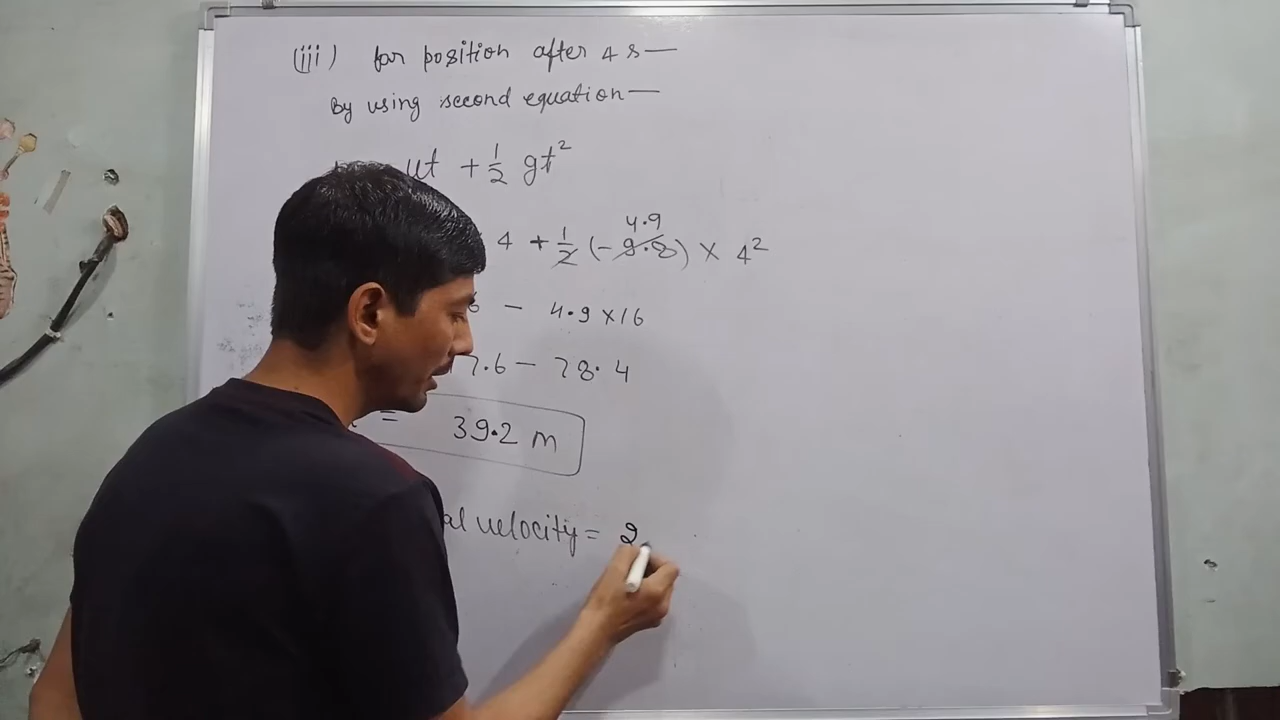 (iii) for position after 4 s—
By using second equation—
ut + 1/2 gt²
4.9
4 + 1/2 (-9.8) × 4²
6 - 4.9 × 16
7.6 - 78.4
= 39.2 m
al velocity = 2